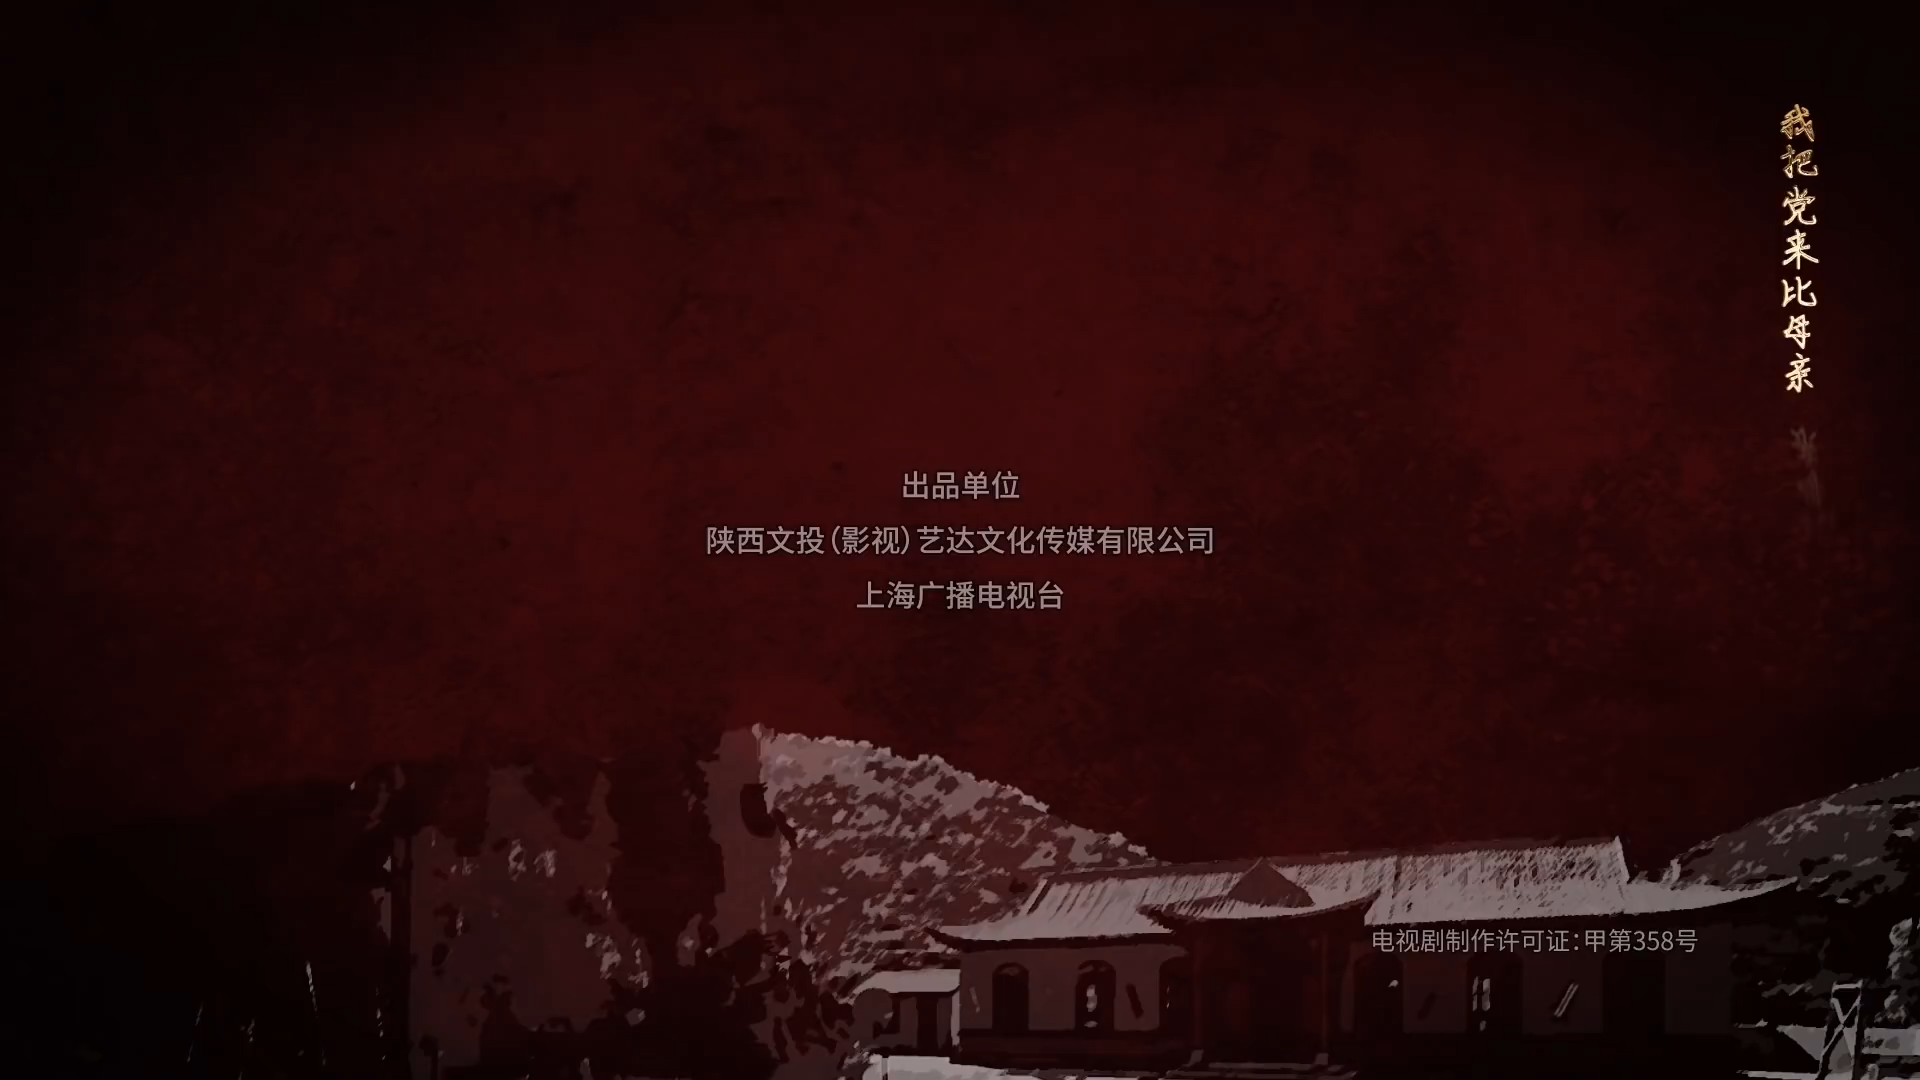 我把党来比母亲
出品单位
陕西文投(影视)艺达文化传媒有限公司
上海广播电视台
电视剧制作许可证:甲第358号